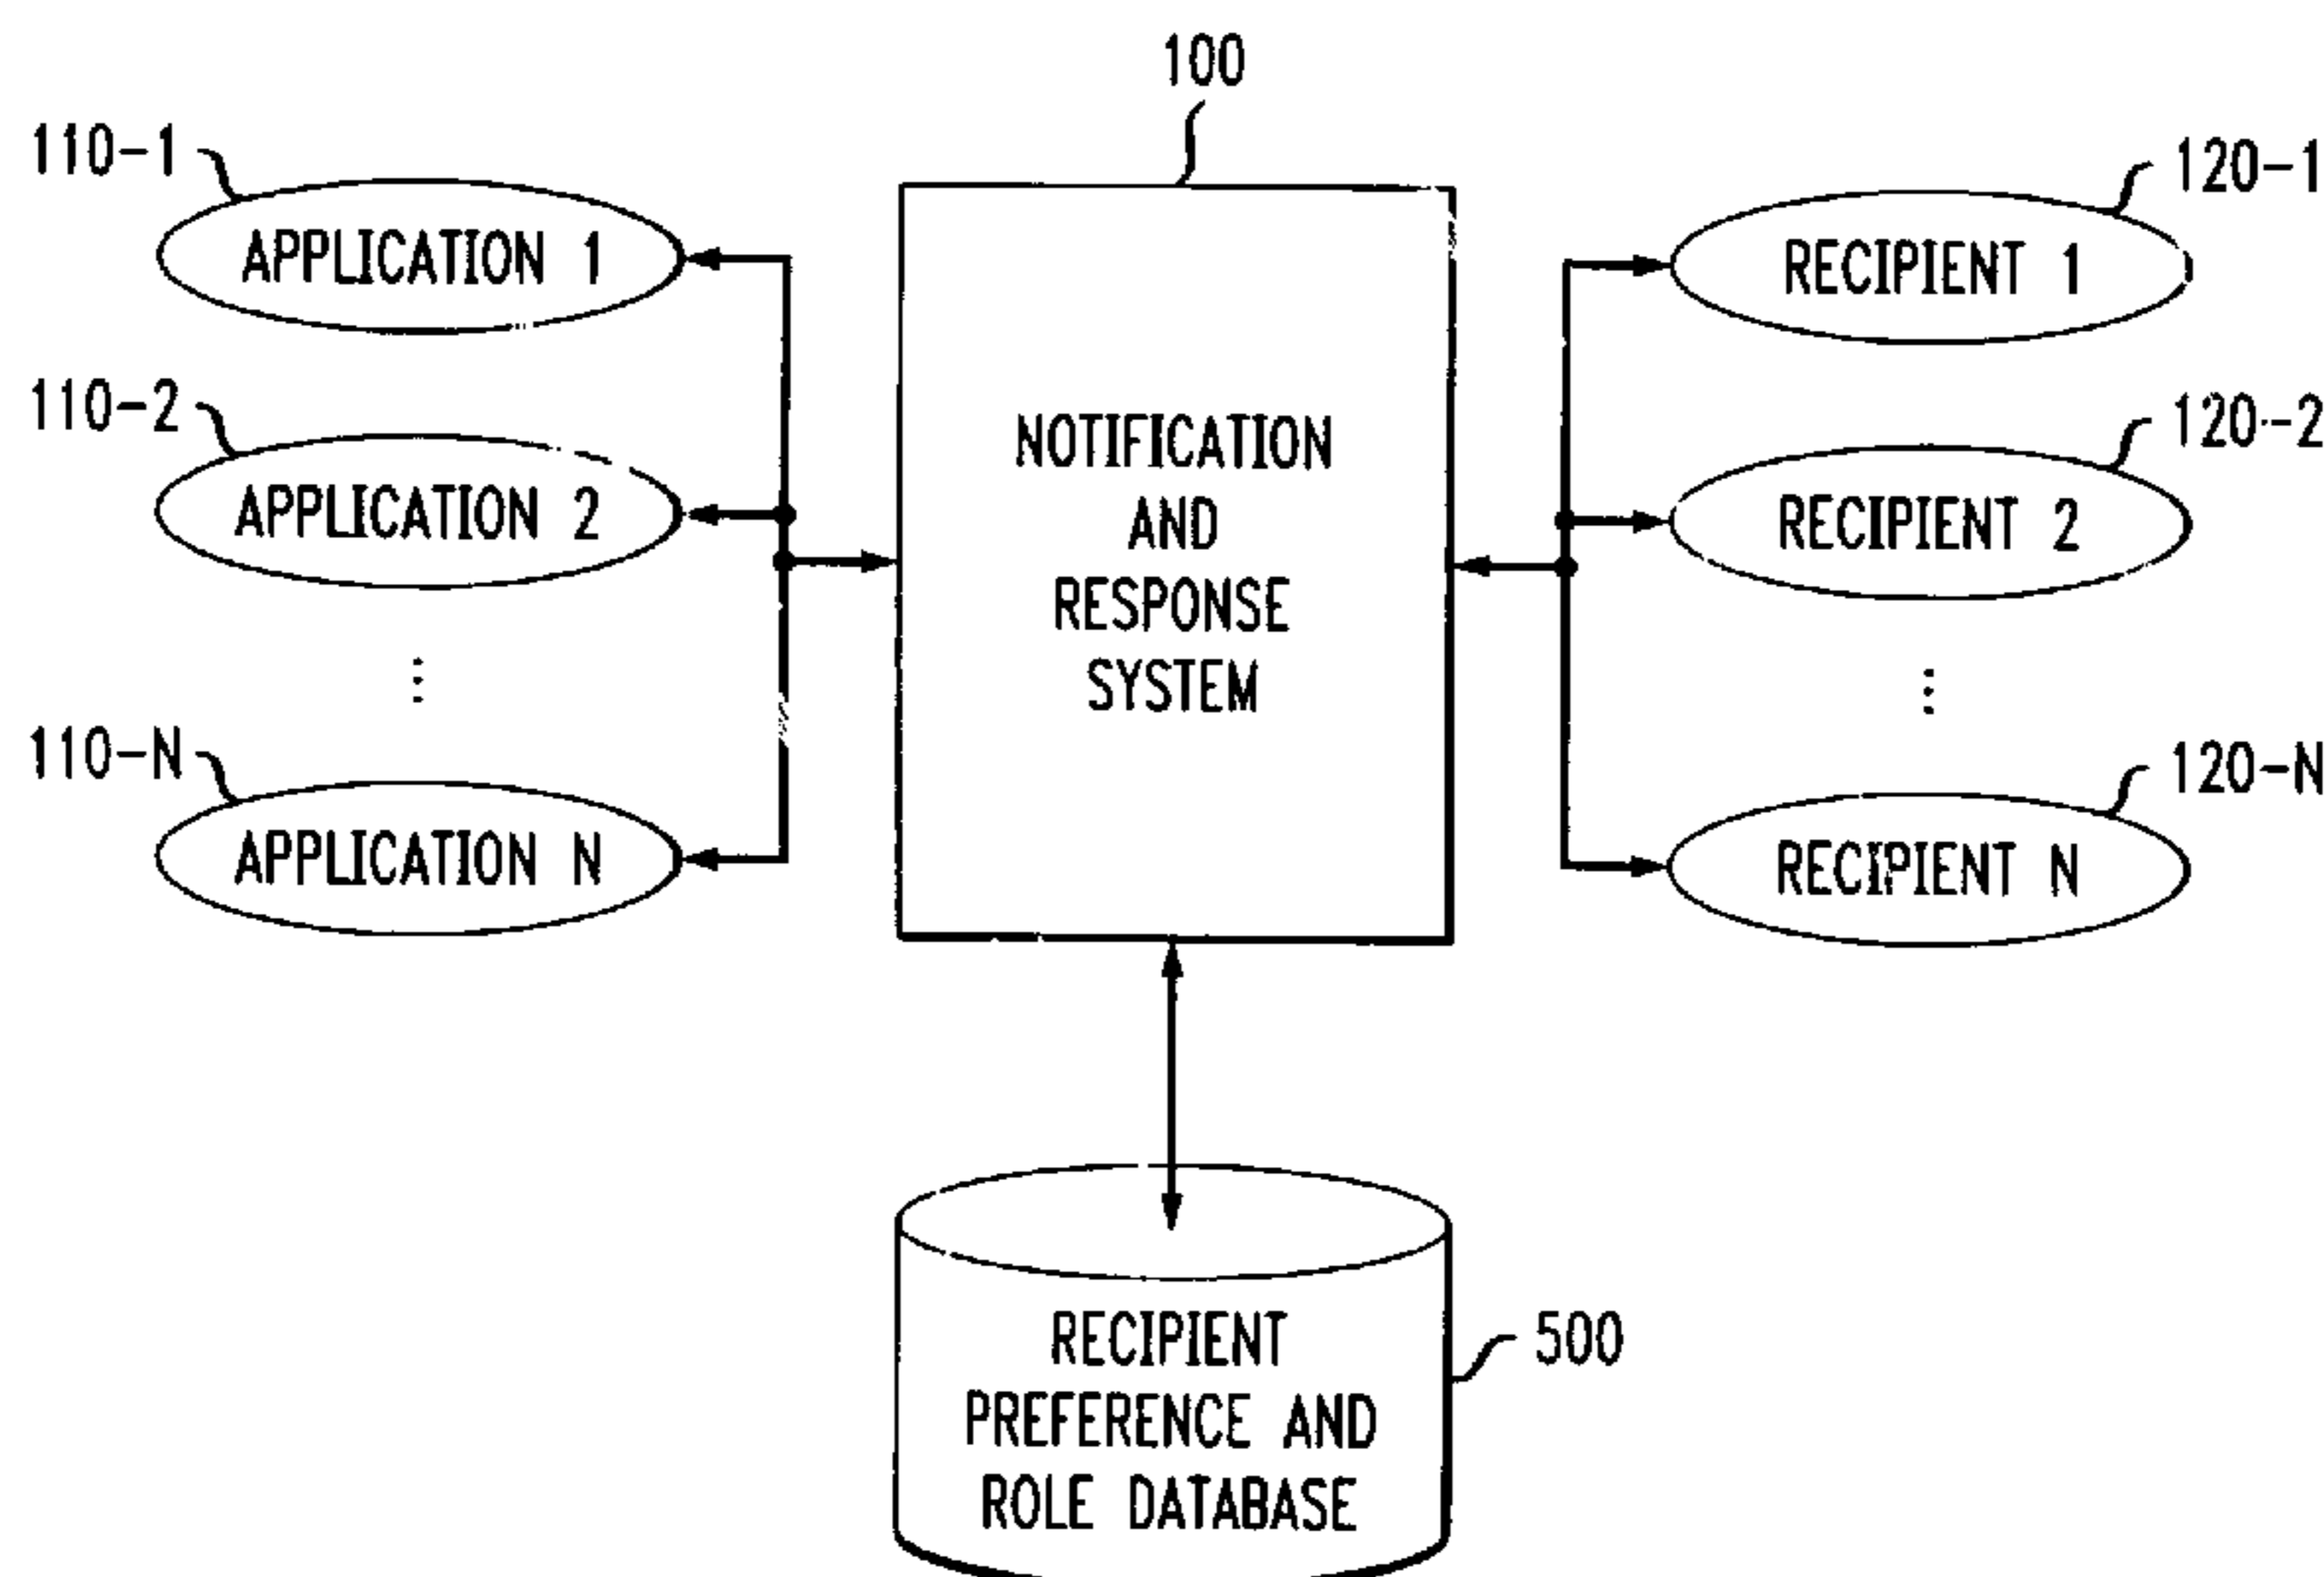 100
110-1
APPLICATION 1
110-2
APPLICATION 2
110-N
APPLICATION N
NOTIFICATION
AND
RESPONSE
SYSTEM
120-1
RECIPIENT 1
120-2
RECIPIENT 2
120-N
RECIPIENT N
RECIPIENT
PREFERENCE AND
ROLE DATABASE
500